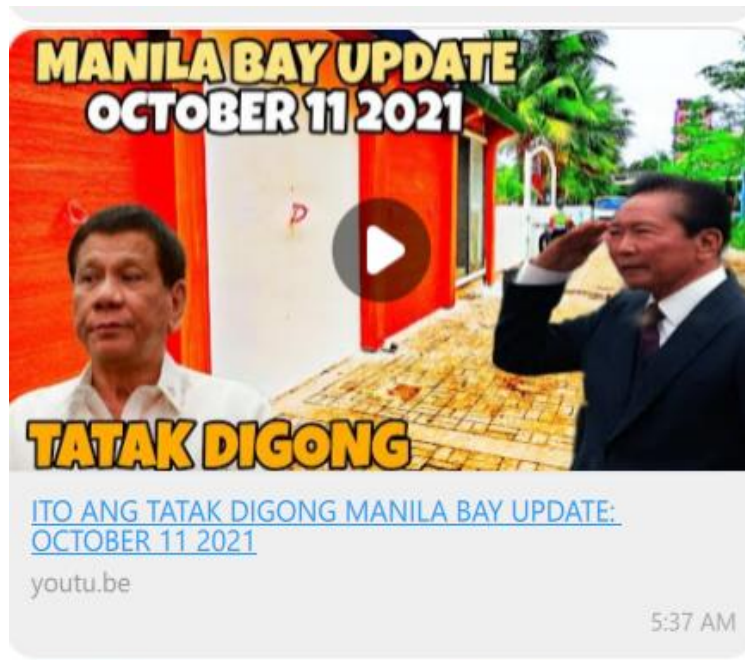 MANILA BAY UPDATE
OCTOBER 11 2021
TATAK DIGONG
ITO ANG TATAK DIGONG MANILA BAY UPDATE:
OCTOBER 11 2021
youtu.be
5:37 AM